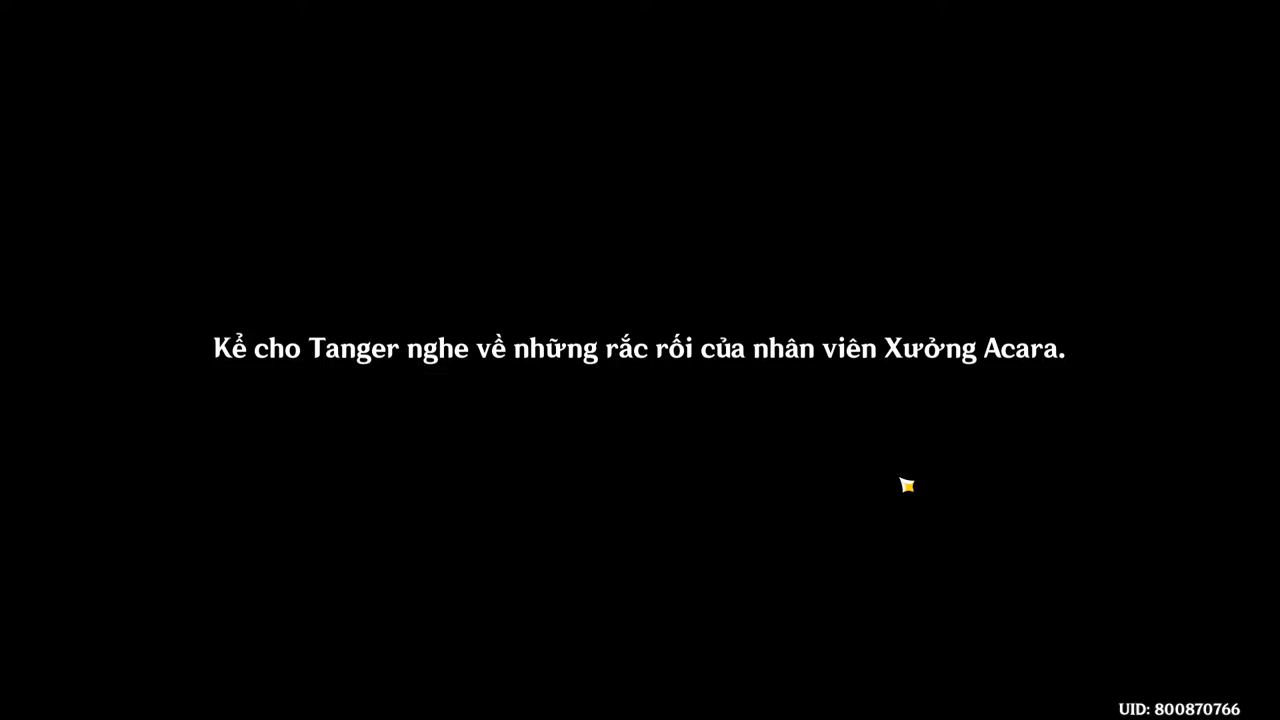 Kể cho Tanger nghe về những rắc rối của nhân viên Xưởng Acara.
UID: 800870766